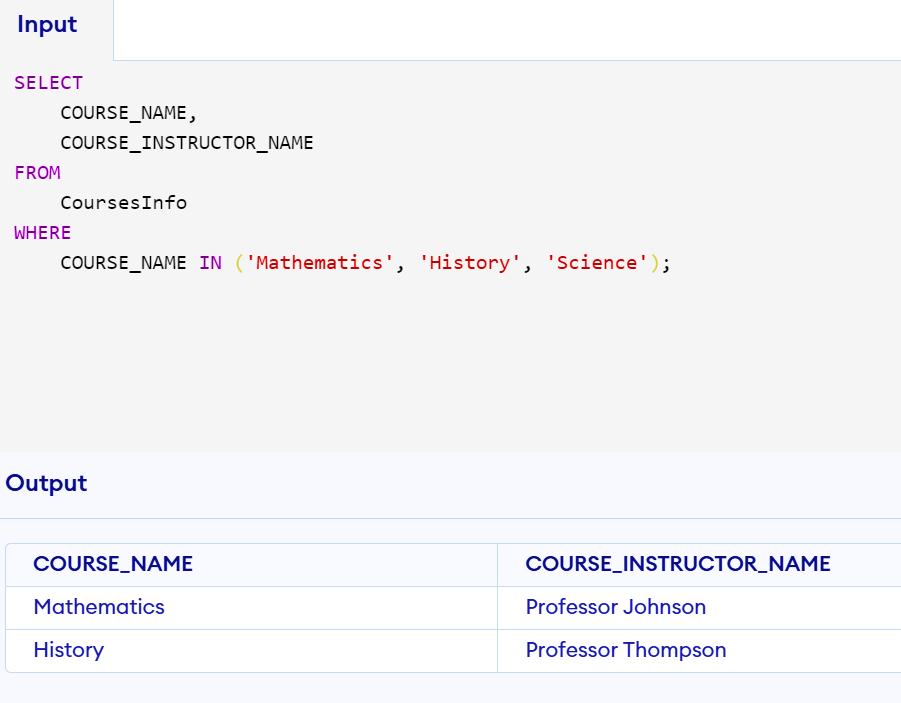 Input
SELECT
COURSE_NAME,
COURSE_INSTRUCTOR_NAME
FROM
CoursesInfo
WHERE
COURSE_NAME IN ('Mathematics', 'History', 'Science');
Output
COURSE_NAME COURSE_INSTRUCTOR_NAME
Mathematics Professor Johnson
History Professor Thompson